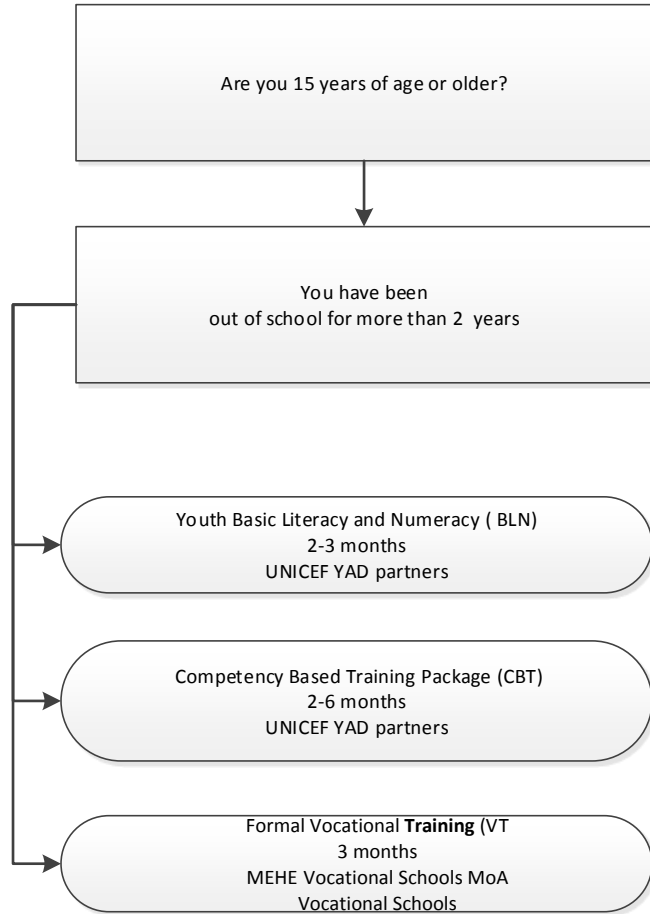 Are you 15 years of age or older?
You have been
out of school for more than 2 years
Youth Basic Literacy and Numeracy ( BLN)
2-3 months
UNICEF YAD partners
Competency Based Training Package (CBT)
2-6 months
UNICEF YAD partners
Formal Vocational Training (VT
3 months
MEHE Vocational Schools MoA
Vocational Schools